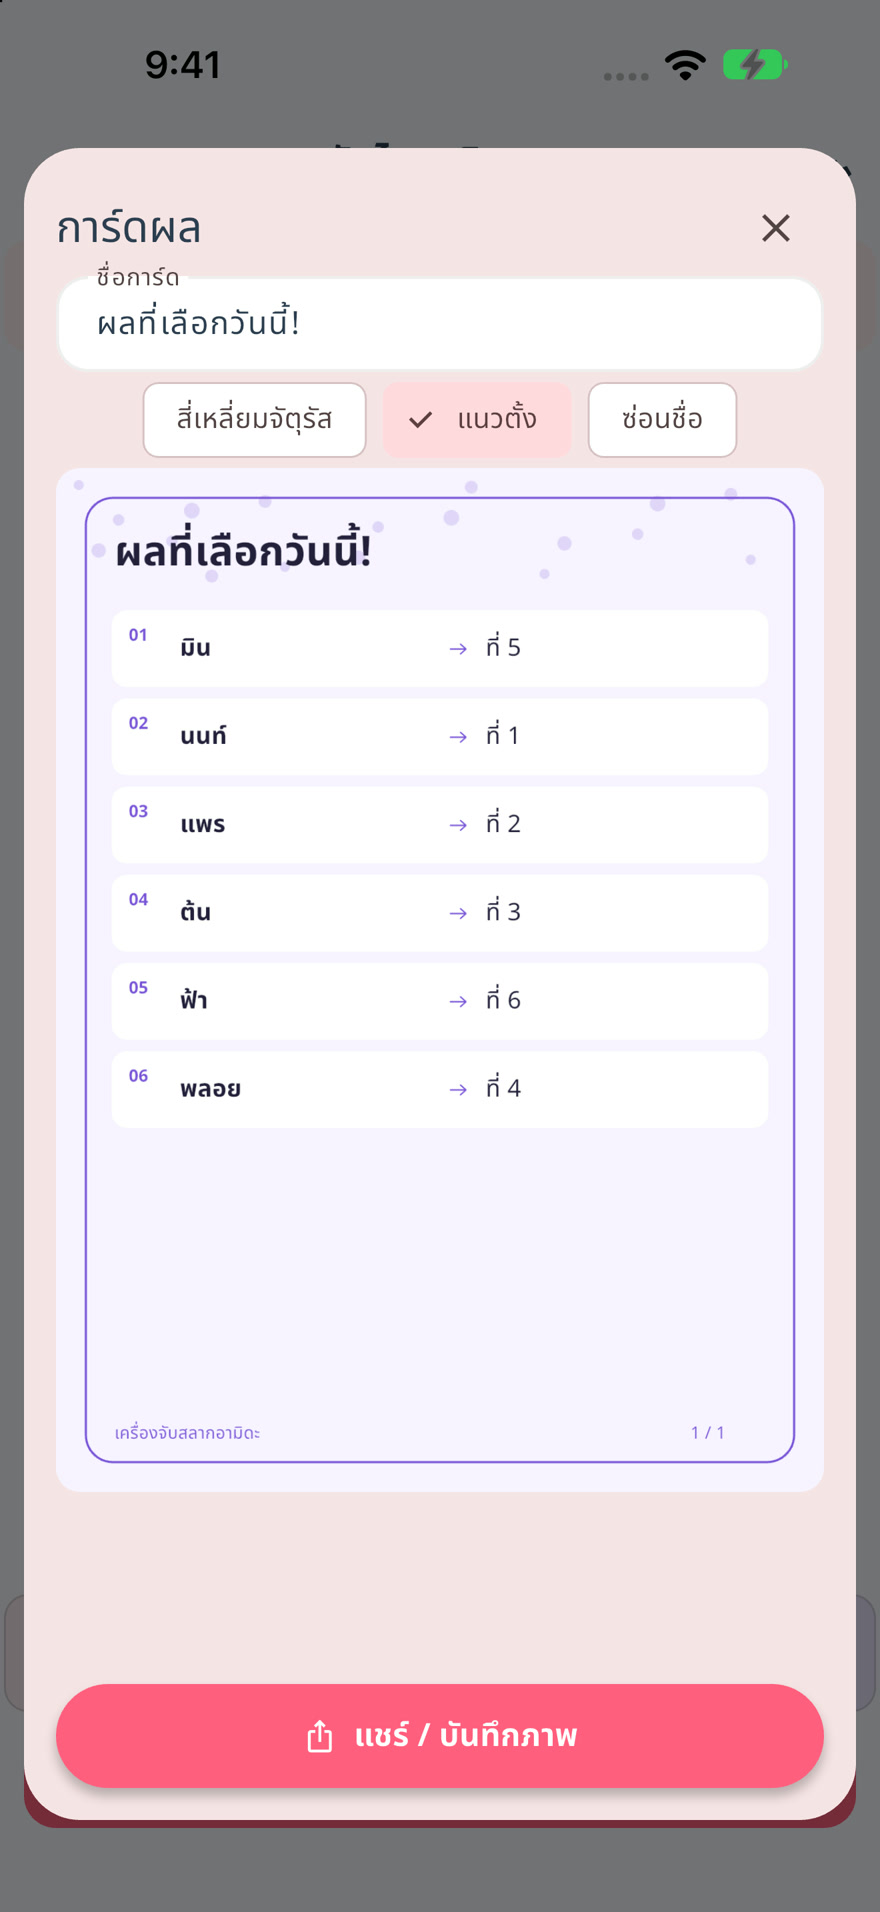 9:41
การ์ดผล
ชื่อการ์ด
ผลที่เลือกวันนี้!
สี่เหลี่ยมจัตุรัส
แนวตั้ง
ซ่อนชื่อ
ผลที่เลือกวันนี้!
01 มิน → ที่ 5
02 นนท์ → ที่ 1
03 แพร → ที่ 2
04 ต้น → ที่ 3
05 ฟ้า → ที่ 6
06 พลอย → ที่ 4
เครื่องจับสลากอามิดะ 1 / 1
แชร์ / บันทึกภาพ